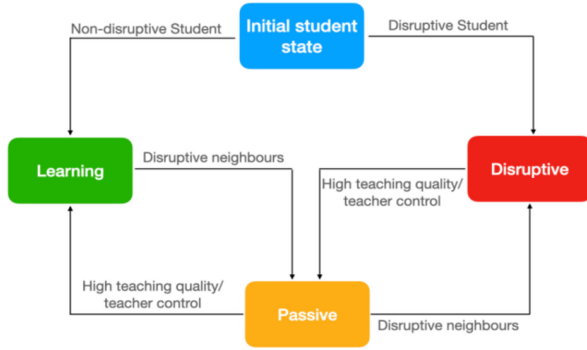 Non-disruptive Student
Initial student
state
Disruptive Student
Learning
Disruptive neighbours
Disruptive
High teaching quality/
teacher control
High teaching quality/
teacher control
Passive
Disruptive neighbours